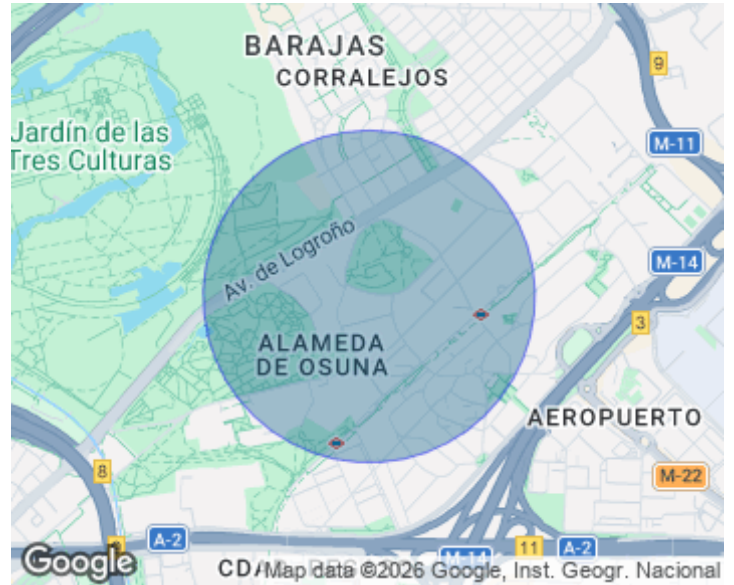 BARAJAS
CORRALEJOS
9
Jardín de las
Tres Culturas
M-11
Av. de Logroño
M-14
3
ALAMEDA
DE OSUNA
AEROPUERTO
8
M-22
A-2
11
A-2
M-14
Google
Map data ©2026 Google, Inst. Geogr. Nacional